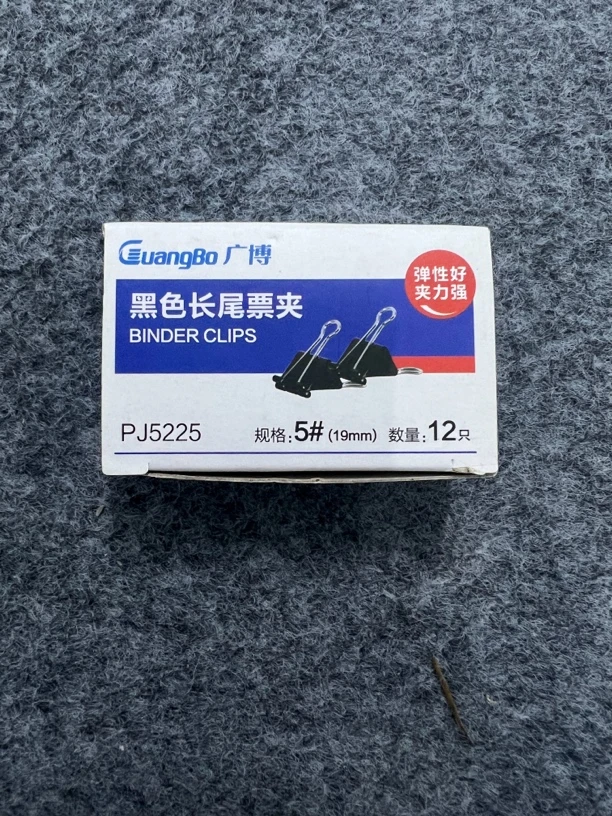 GuangBo 广博
弹性好
夹力强
黑色长尾票夹
BINDER CLIPS
PJ5225 规格:5# (19mm) 数量:12只